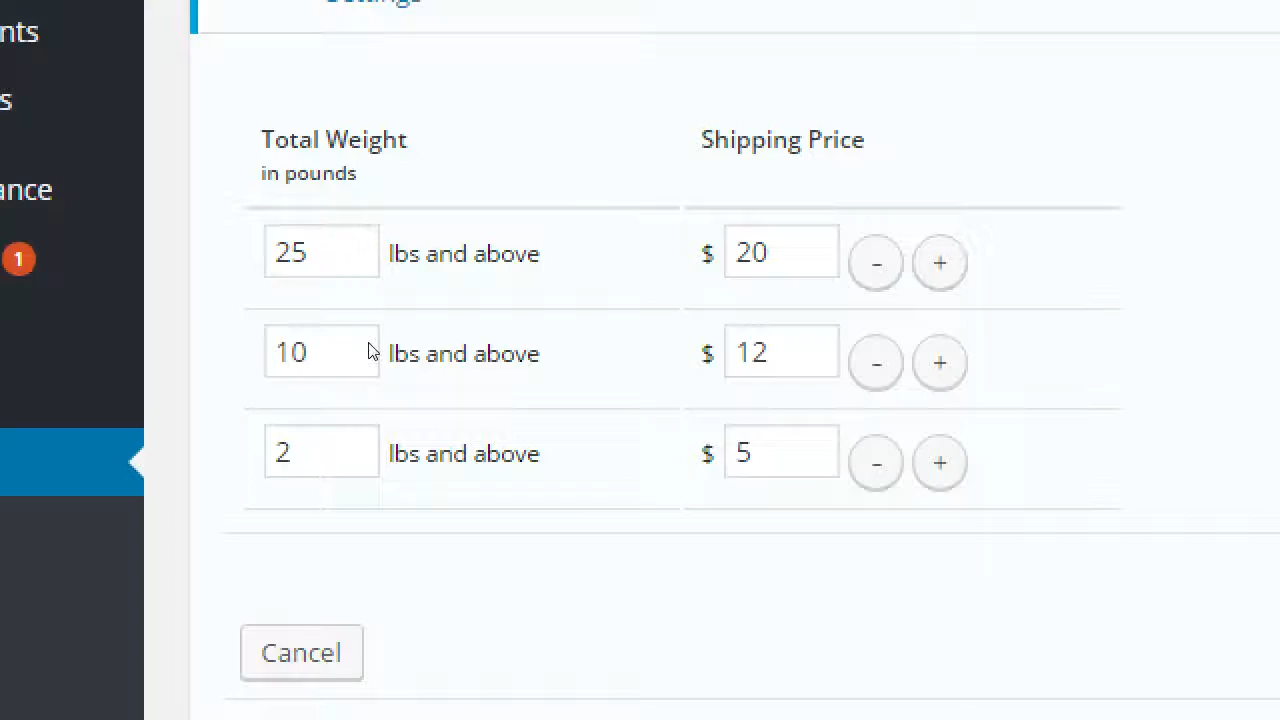 nts
s
ance
1
Settings
Total Weight Shipping Price
in pounds
25 lbs and above $ 20 - +
10 lbs and above $ 12 - +
2 lbs and above $ 5 - +
Cancel